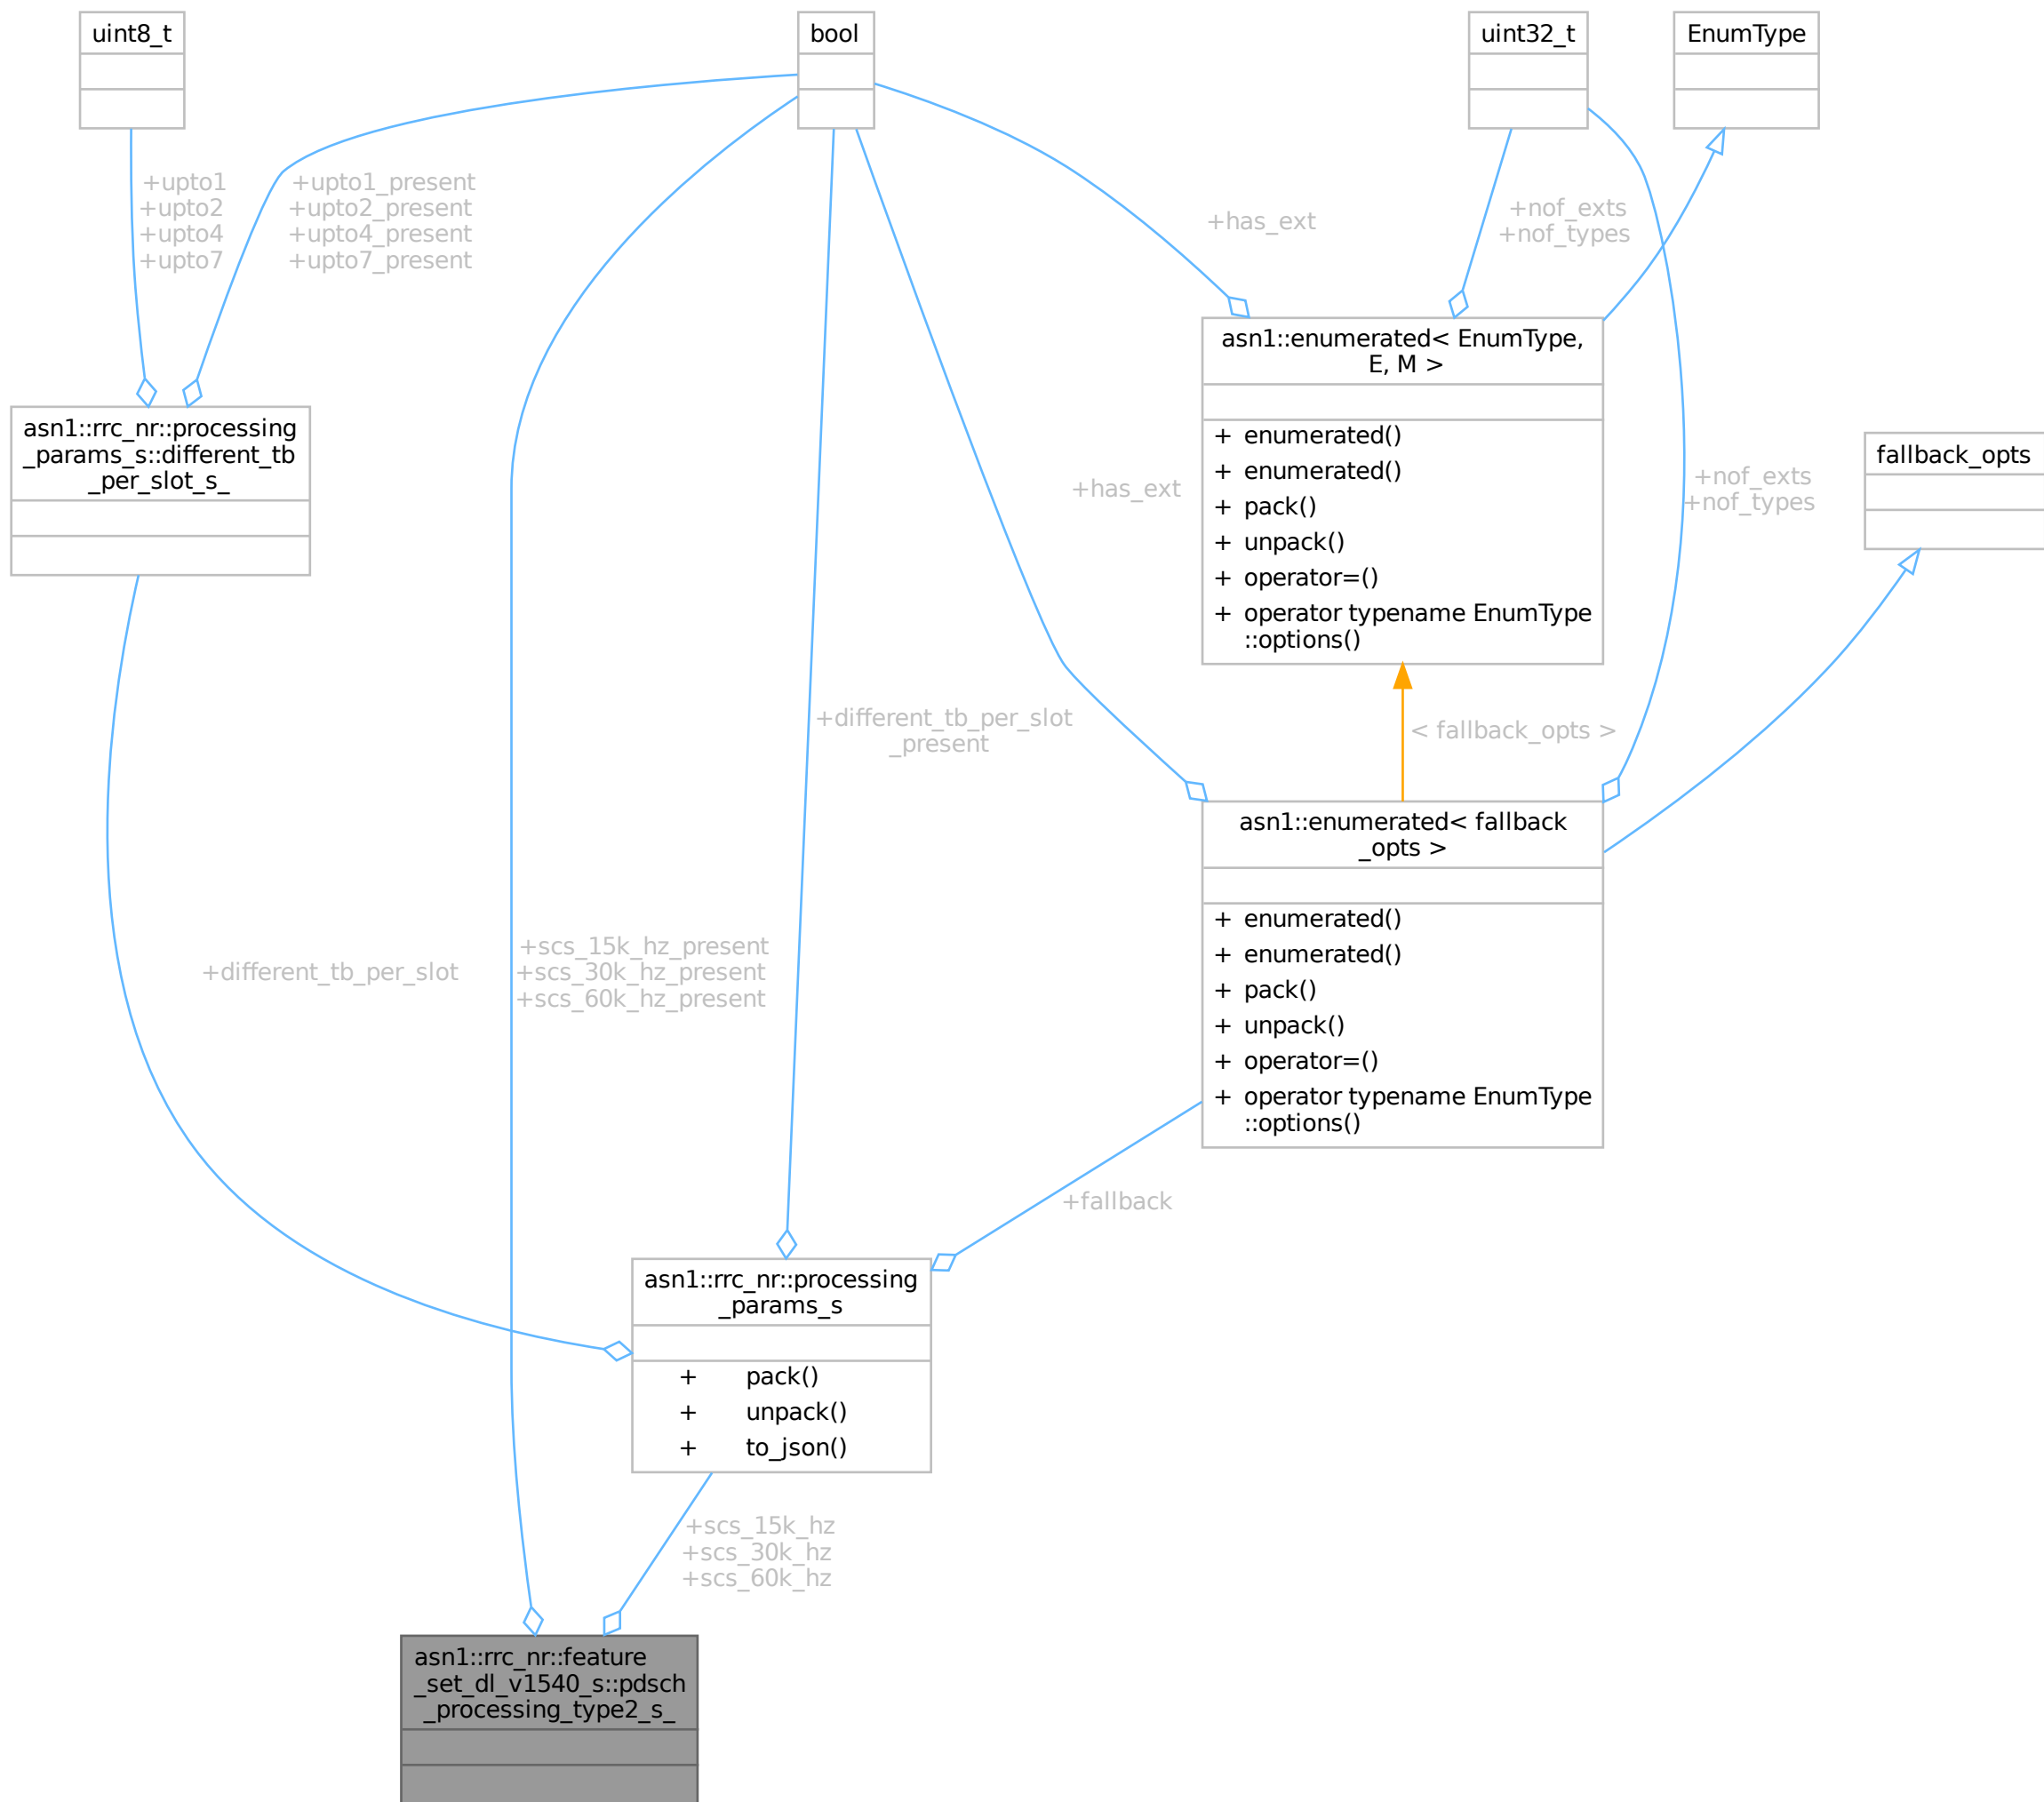 uint8_t
bool
uint32_t
EnumType
+upto1
+upto2
+upto4
+upto7
+upto1_present
+upto2_present
+upto4_present
+upto7_present
+has_ext
+nof_exts
+nof_types
asn1::enumerated< EnumType,
E, M >
+ enumerated()
+ enumerated()
+ pack()
+ unpack()
+ operator=()
+ operator typename EnumType
::options()
asn1::rrc_nr::processing
_params_s::different_tb
_per_slot_s_
fallback_opts
+has_ext
+nof_exts
+nof_types
+different_tb_per_slot
_present
< fallback_opts >
asn1::enumerated< fallback
_opts >
+ enumerated()
+ enumerated()
+ pack()
+ unpack()
+ operator=()
+ operator typename EnumType
::options()
+different_tb_per_slot
+scs_15k_hz_present
+scs_30k_hz_present
+scs_60k_hz_present
+fallback
asn1::rrc_nr::processing
_params_s
+ pack()
+ unpack()
+ to_json()
+scs_15k_hz
+scs_30k_hz
+scs_60k_hz
asn1::rrc_nr::feature
_set_dl_v1540_s::pdsch
_processing_type2_s_